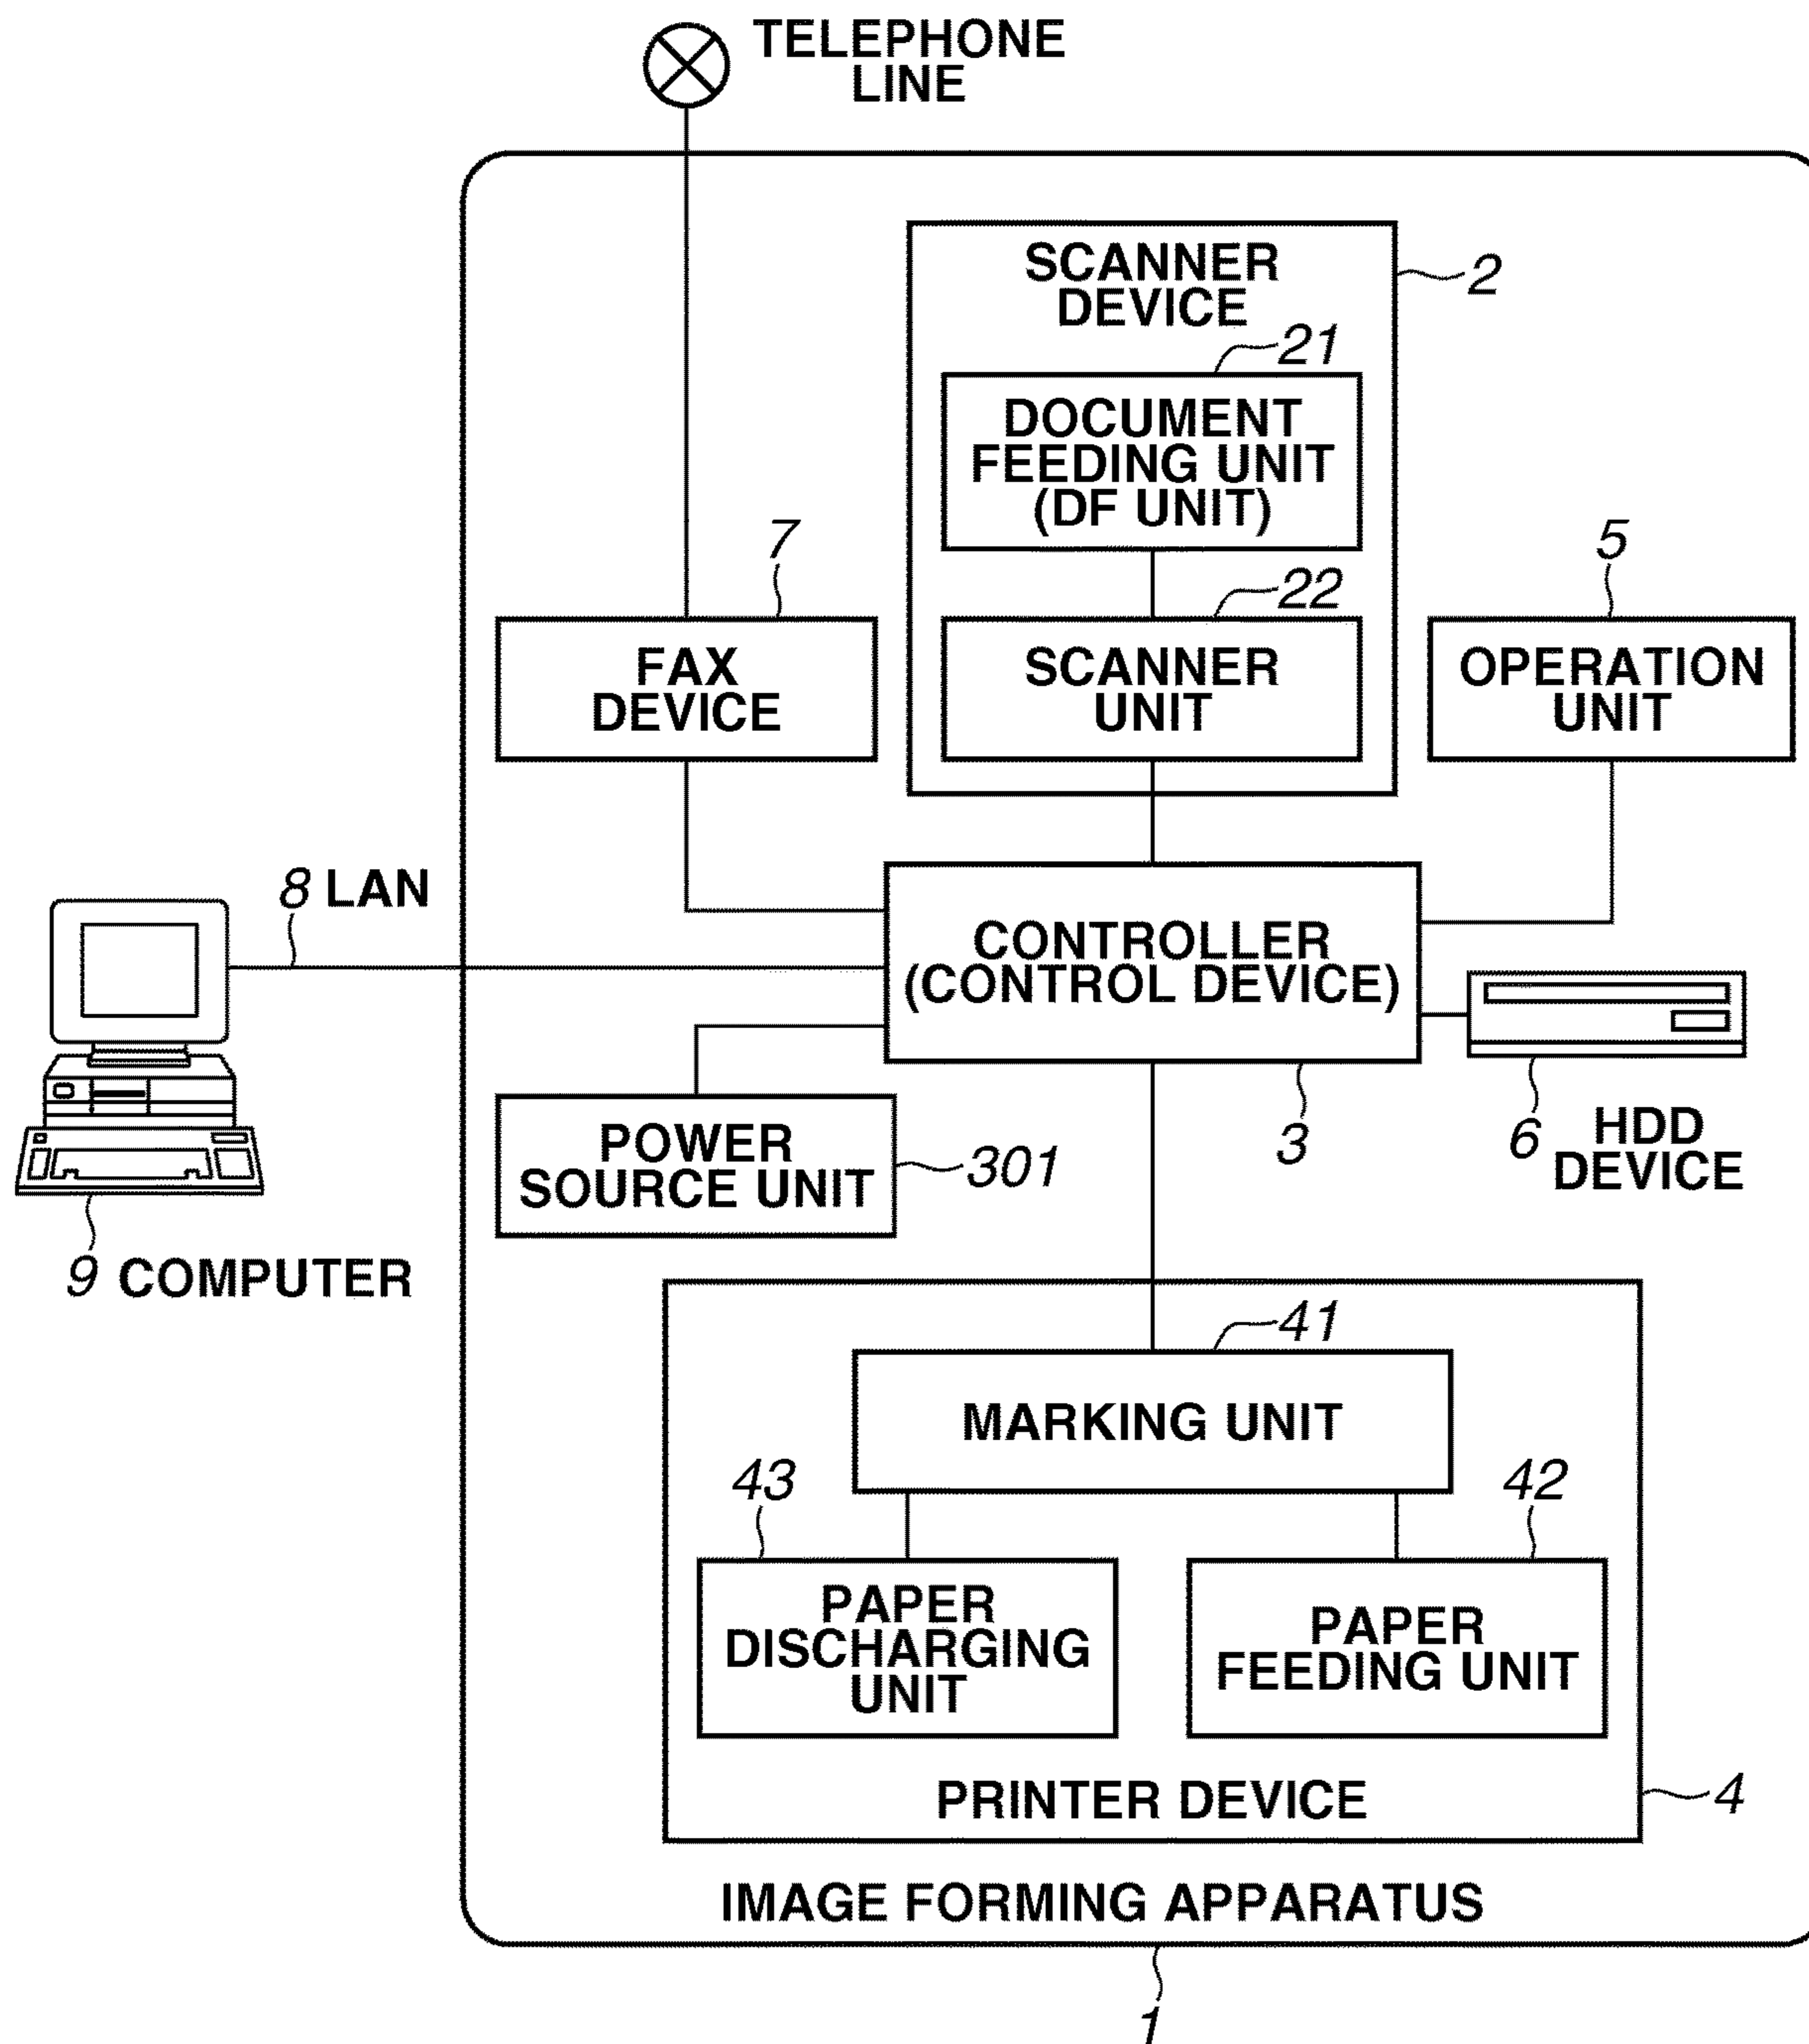 TELEPHONE
LINE
SCANNER
DEVICE
2
21
DOCUMENT
FEEDING UNIT
(DF UNIT)
7
22
5
FAX
DEVICE
SCANNER
UNIT
OPERATION
UNIT
8 LAN
CONTROLLER
(CONTROL DEVICE)
3
6 HDD
DEVICE
POWER
SOURCE UNIT
301
9 COMPUTER
41
MARKING UNIT
43
42
PAPER
DISCHARGING
UNIT
PAPER
FEEDING UNIT
PRINTER DEVICE
4
IMAGE FORMING APPARATUS
1